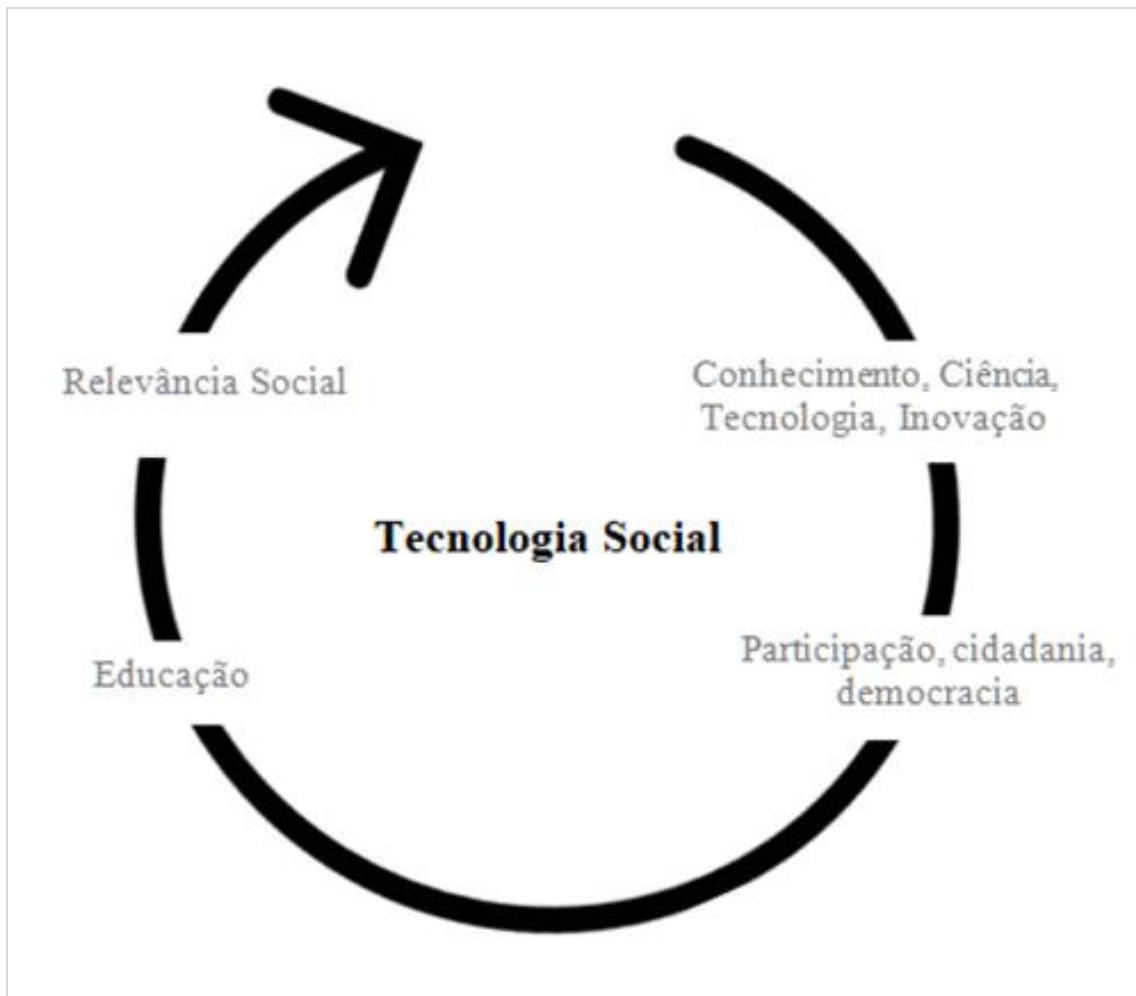 Relevância Social
Conhecimento, Ciência,
Tecnologia, Inovação
Tecnologia Social
Educação
Participação, cidadania,
democracia